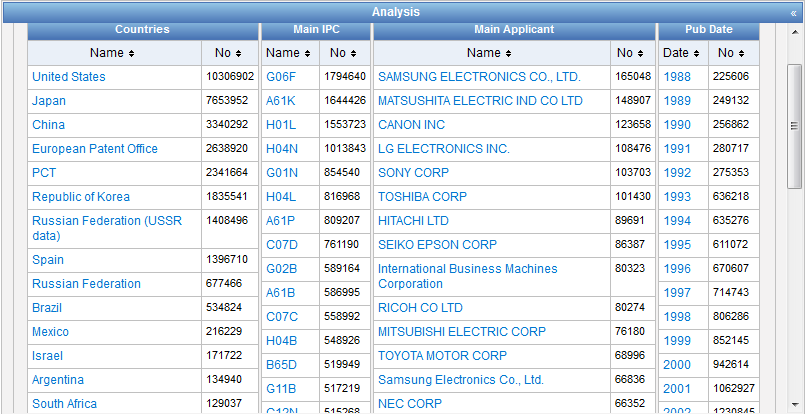 Analysis «
Countries Main IPC Main Applicant Pub Date
Name No Name No Name No Date No
United States 10306902 G06F 1794640 SAMSUNG ELECTRONICS CO., LTD. 165048 1988 225606
Japan 7653952 A61K 1644426 MATSUSHITA ELECTRIC IND CO LTD 148907 1989 249132
China 3340292 H01L 1553723 CANON INC 123658 1990 256862
European Patent Office 2638920 H04N 1013843 LG ELECTRONICS INC. 108476 1991 280717
PCT 2341664 G01N 854540 SONY CORP 103703 1992 275353
Republic of Korea 1835541 H04L 816968 TOSHIBA CORP 101430 1993 636218
Russian Federation (USSR 1408496 A61P 809207 HITACHI LTD 89691 1994 635276
data)
C07D 761190 SEIKO EPSON CORP 86387 1995 611072
Spain 1396710 G02B 589164 International Business Machines 80323 1996 670607
Corporation
Russian Federation 677466 A61B 586995 1997 714743
Brazil 534824 C07C 558992 RICOH CO LTD 80274 1998 806286
Mexico 216229 H04B 548926 MITSUBISHI ELECTRIC CORP 76180 1999 852145
Israel 171722 B65D 519949 TOYOTA MOTOR CORP 68996 2000 942614
Argentina 134940 G11B 517219 Samsung Electronics Co., Ltd. 66836 2001 1062927
South Africa 129037 C12N 515268 NEC CORP 66352 2002 1230845